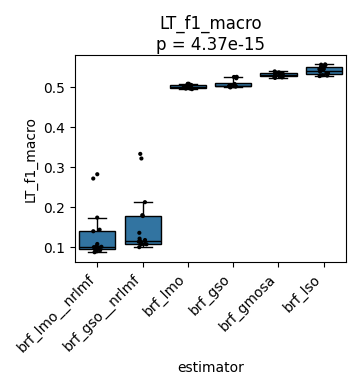 LT_f1_macro
p = 4.37e-15
LT_f1_macro
0.5
0.4
0.3
0.2
0.1
brf_lmo__nrlmf
brf_gso__nrlmf
brf_lmo
brf_gso
brf_gmosa
brf_lso
estimator